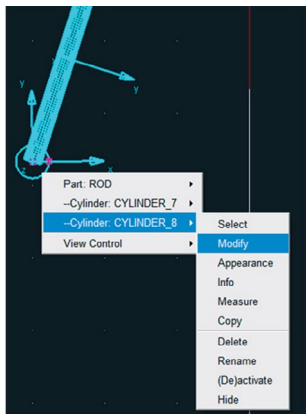 y
y
z
x
Part: ROD
--Cylinder: CYLINDER_7
--Cylinder: CYLINDER_8
View Control
Select
Modify
Appearance
Info
Measure
Copy
Delete
Rename
(De)activate
Hide